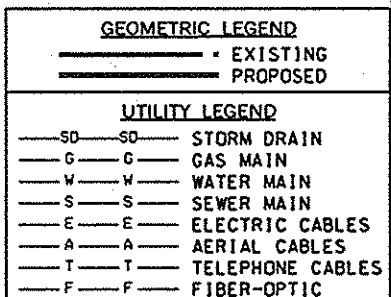 GEOMETRIC LEGEND
EXISTING
PROPOSED
UTILITY LEGEND
SD SD STORM DRAIN
G G GAS MAIN
W W WATER MAIN
S S SEWER MAIN
E E ELECTRIC CABLES
A A AERIAL CABLES
T T TELEPHONE CABLES
F F FIBER-OPTIC